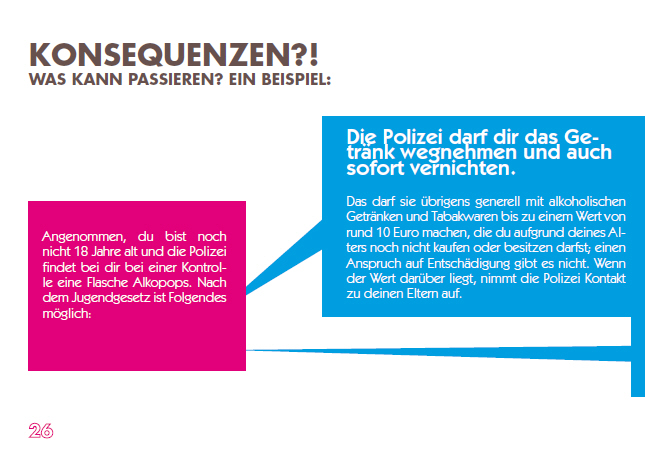 KONSEQUENZEN?!
WAS KANN PASSIEREN? EIN BEISPIEL:
Angenommen, du bist noch
nicht 18 Jahre alt und die Polizei
findet bei dir bei einer Kontrol-
le eine Flasche Alkopops. Nach
dem Jugendgesetz ist Folgendes
möglich:
Die Polizei darf dir das Ge-
tränk wegnehmen und auch
sofort vernichten.
Das darf sie übrigens generell mit alkoholischen
Getränken und Tabakwaren bis zu einem Wert von
rund 10 Euro machen, die du aufgrund deines Al-
ters noch nicht kaufen oder besitzen darfst; einen
Anspruch auf Entschädigung gibt es nicht. Wenn
der Wert darüber liegt, nimmt die Polizei Kontakt
zu deinen Eltern auf.
26